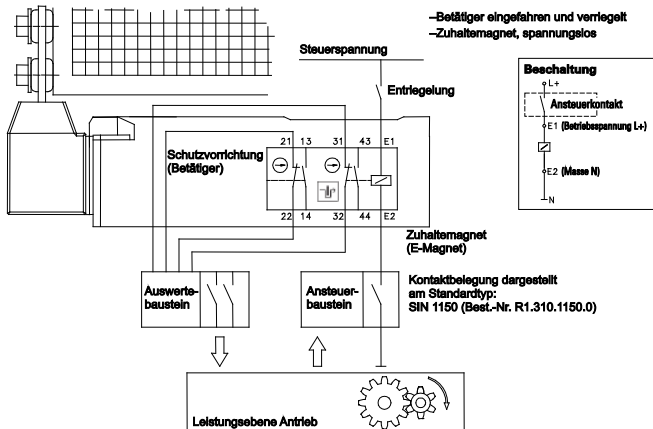 –Betätiger eingefahren und verriegelt
–Zuhaltemagnet, spannungslos
Steuerspannung
Entriegelung
Beschaltung
L+
Ansteuerkontakt
E1 (Betriebsspannung L+)
E2 (Masse N)
N
21 13 31 43 E1
Schutzvorrichtung
(Betätiger)
22 14 32 44 E2
Zuhaltemagnet
(E-Magnet)
Auswerte-
baustein
Ansteuer-
baustein
Kontaktbelegung dargestellt
am Standardtyp:
SIN 1150 (Best.-Nr. R1.310.1150.0)
Leistungsebene Antrieb